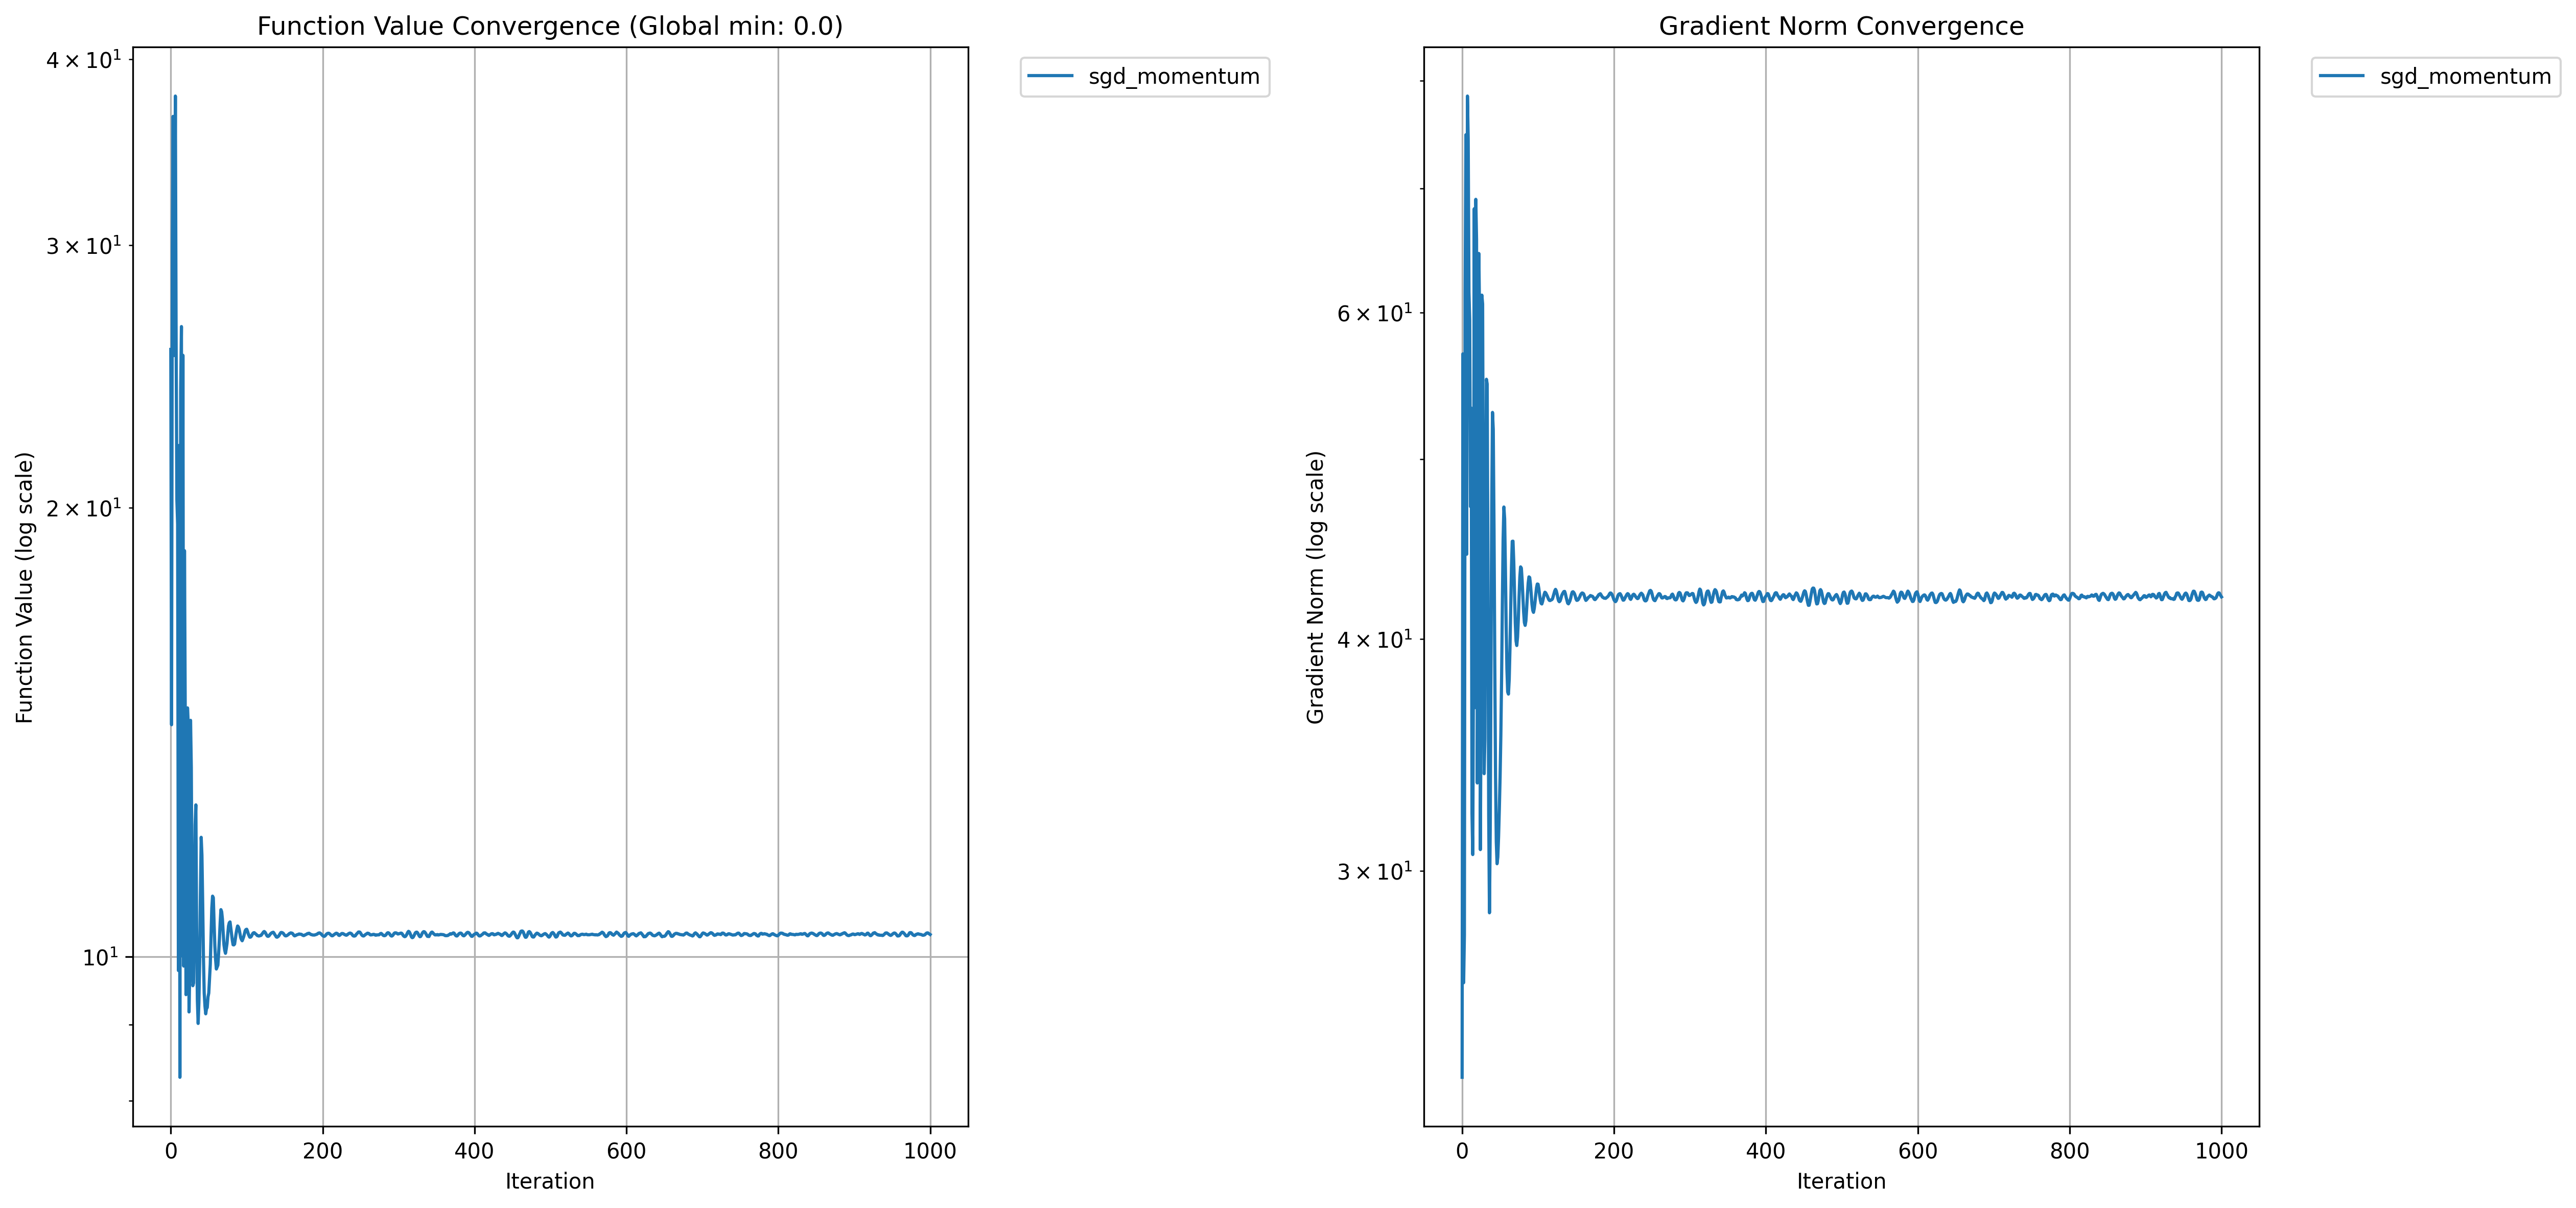 Function Value Convergence (Global min: 0.0)
4 × 10¹
3 × 10¹
2 × 10¹
10¹
Function Value (log scale)
0 200 400 600 800 1000
Iteration
sgd_momentum
Gradient Norm Convergence
6 × 10¹
4 × 10¹
3 × 10¹
Gradient Norm (log scale)
0 200 400 600 800 1000
Iteration
sgd_momentum